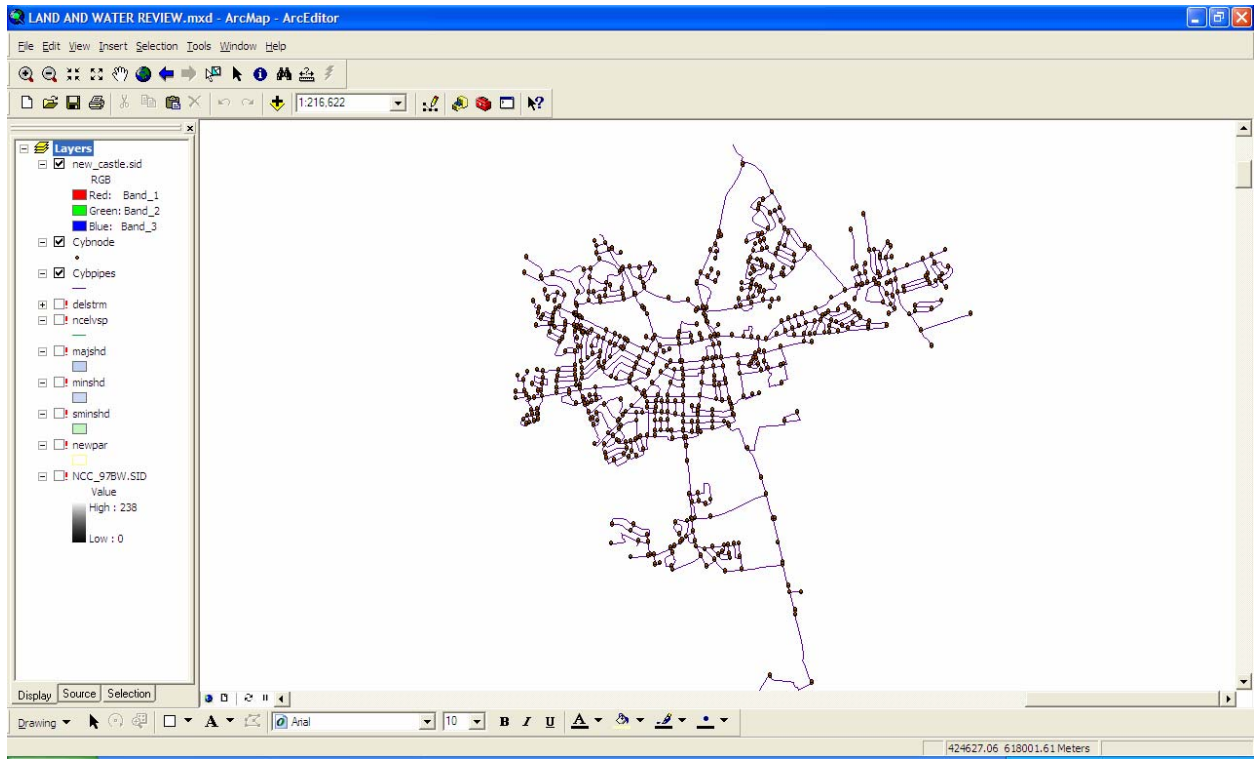 LAND AND WATER REVIEW.mxd - ArcMap - ArcEditor
File Edit View Insert Selection Tools Window Help
1:216,622
Layers
new_castle.sid
RGB
Red: Band_1
Green: Band_2
Blue: Band_3
Cybnode
Cybpipes
delstrm
ncelvsp
majshd
minshd
sminshd
newpar
NCC_97BW.SID
Value
High : 238
Low : 0
Display Source Selection
Drawing A Arial 10 B I U A
424627.06 618001.61 Meters